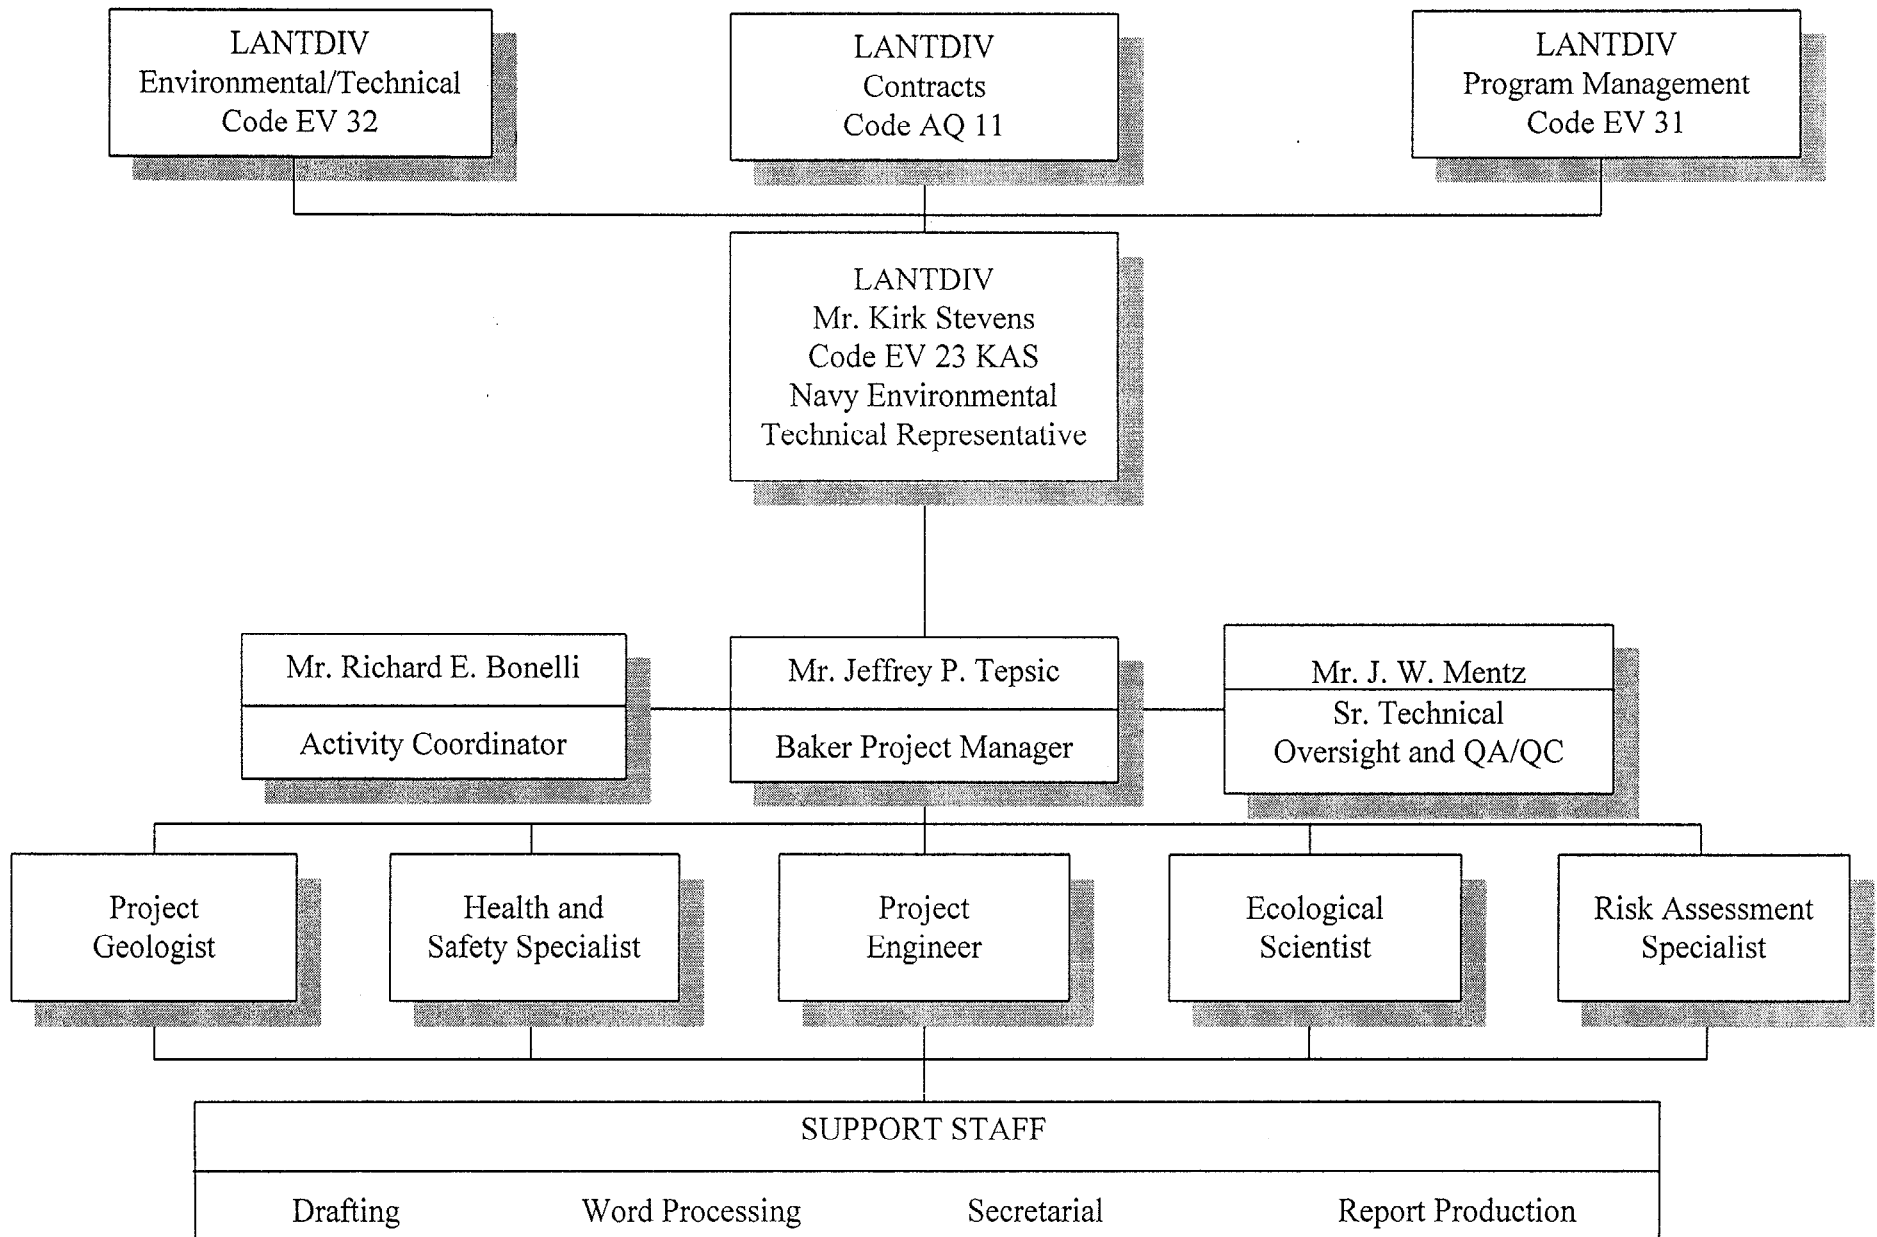 LANTDIV
Environmental/Technical
Code EV 32
LANTDIV
Contracts
Code AQ 11
LANTDIV
Program Management
Code EV 31
LANTDIV
Mr. Kirk Stevens
Code EV 23 KAS
Navy Environmental
Technical Representative
Mr. Richard E. Bonelli
Activity Coordinator
Mr. Jeffrey P. Tepsic
Baker Project Manager
Mr. J. W. Mentz
Sr. Technical
Oversight and QA/QC
Project
Geologist
Health and
Safety Specialist
Project
Engineer
Ecological
Scientist
Risk Assessment
Specialist
SUPPORT STAFF
Drafting Word Processing Secretarial Report Production